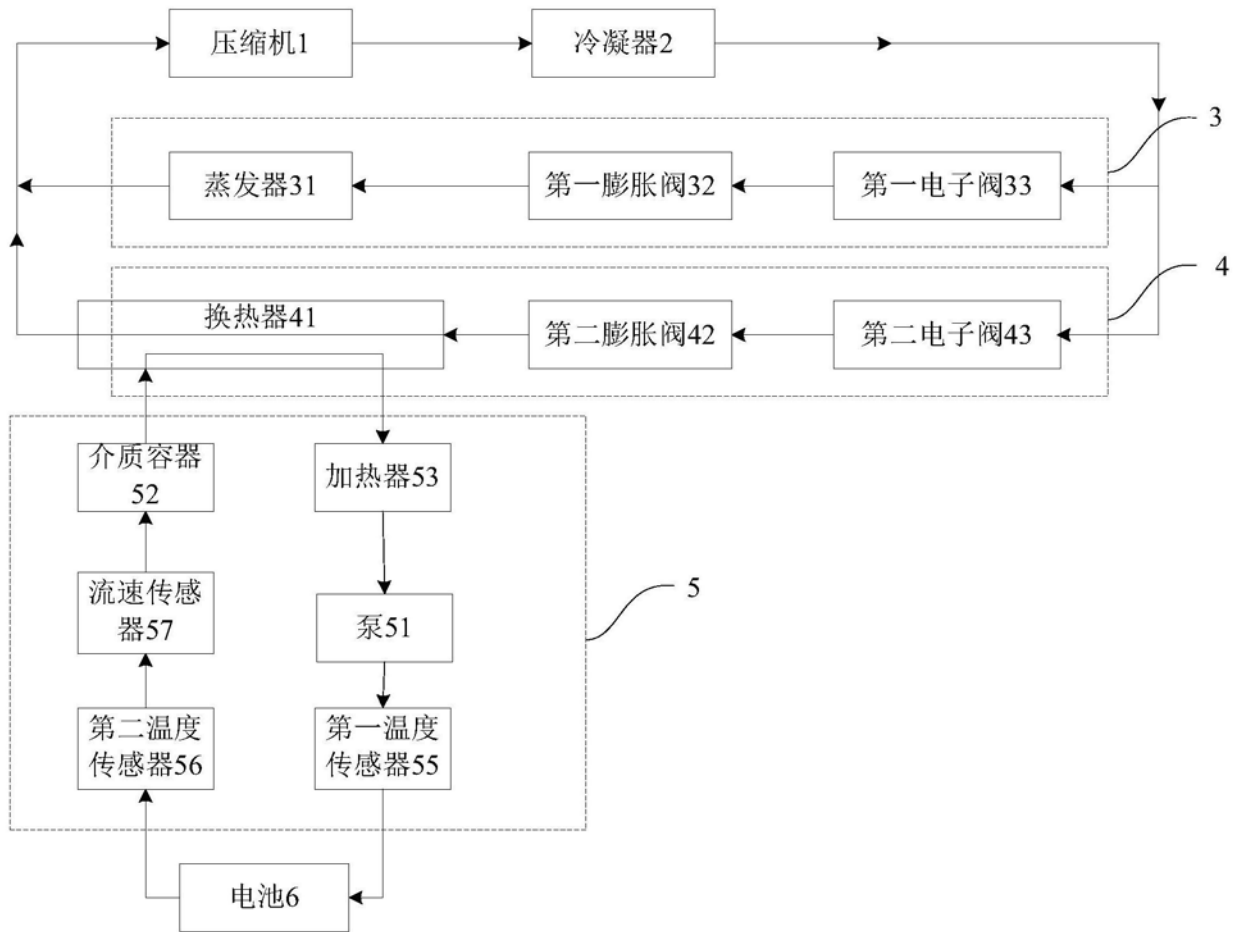 压缩机1
冷凝器2
3
蒸发器31
第一膨胀阀32
第一电子阀33
4
换热器41
第二膨胀阀42
第二电子阀43
介质容器
52
加热器53
流速传感
器57
泵51
5
第二温度
传感器56
第一温度
传感器55
电池6